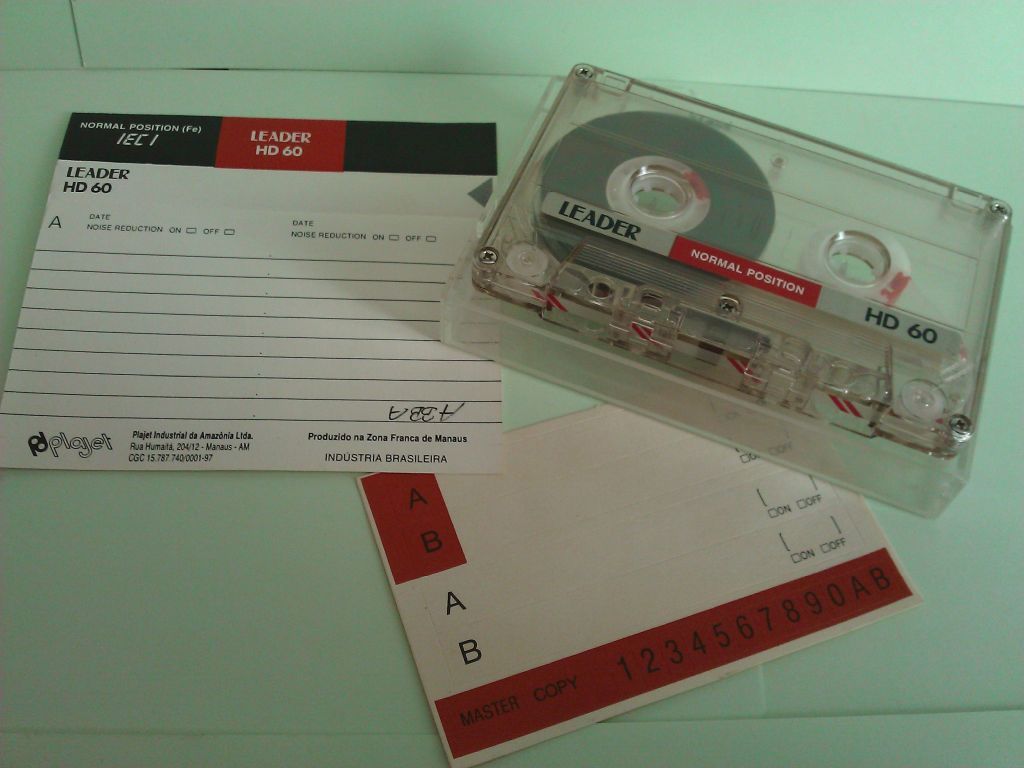 NORMAL POSITION (Fe)
IEC I
LEADER
HD 60
LEADER
HD 60
A
DATE
NOISE REDUCTION ON OFF
DATE
NOISE REDUCTION ON OFF
ABBA
plajet
Plajet Industrial da Amazônia Ltda.
Rua Humaitá, 204/12 - Manaus - AM
CGC 15.787.740/0001-97
Produzido na Zona Franca de Manaus
INDÚSTRIA BRASILEIRA
LEADER
NORMAL POSITION
HD 60
A
B
A
B
ON OFF
ON OFF
ON OFF
MASTER COPY 1234567890AB